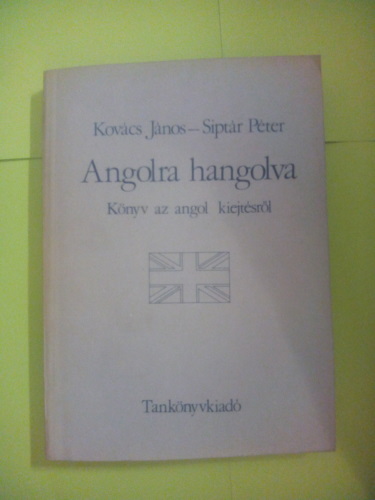 Kovács János – Siptár Péter
Angolra hangolva
Könyv az angol kiejtésről
Tankönyvkiadó